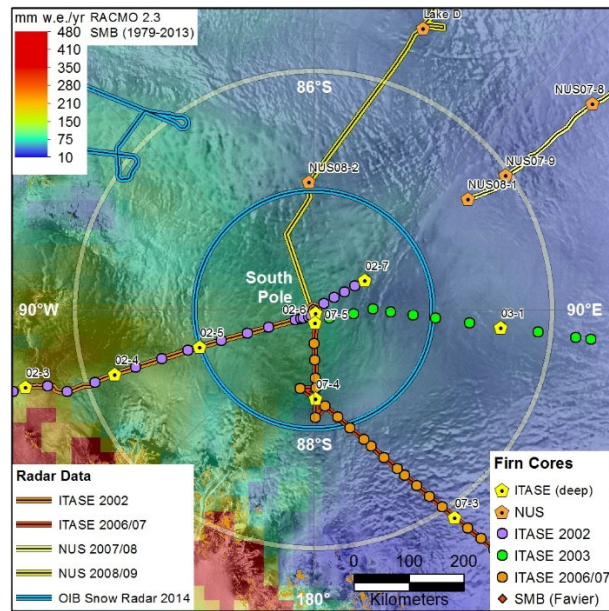 mm w.e./yr
480
430
350
290
210
150
75
10
RACMO 2.3
SMB (1979-2013)
Lake D
86°S
NUS07-8
NUS07-9
NUS08-2
NUS08-1
South
Pole
02-7
90°W
02-6
07-5
90°E
03-1
02-5
02-4
02-3
07-4
88°S
07-3
Radar Data
ITASE 2002
ITASE 2006/07
NUS 2007/08
NUS 2008/09
OIB Snow Radar 2014
Firn Cores
ITASE (deep)
NUS
ITASE 2002
ITASE 2003
ITASE 2006/07
SMB (Favier)
0 100 200
Kilometers
180°